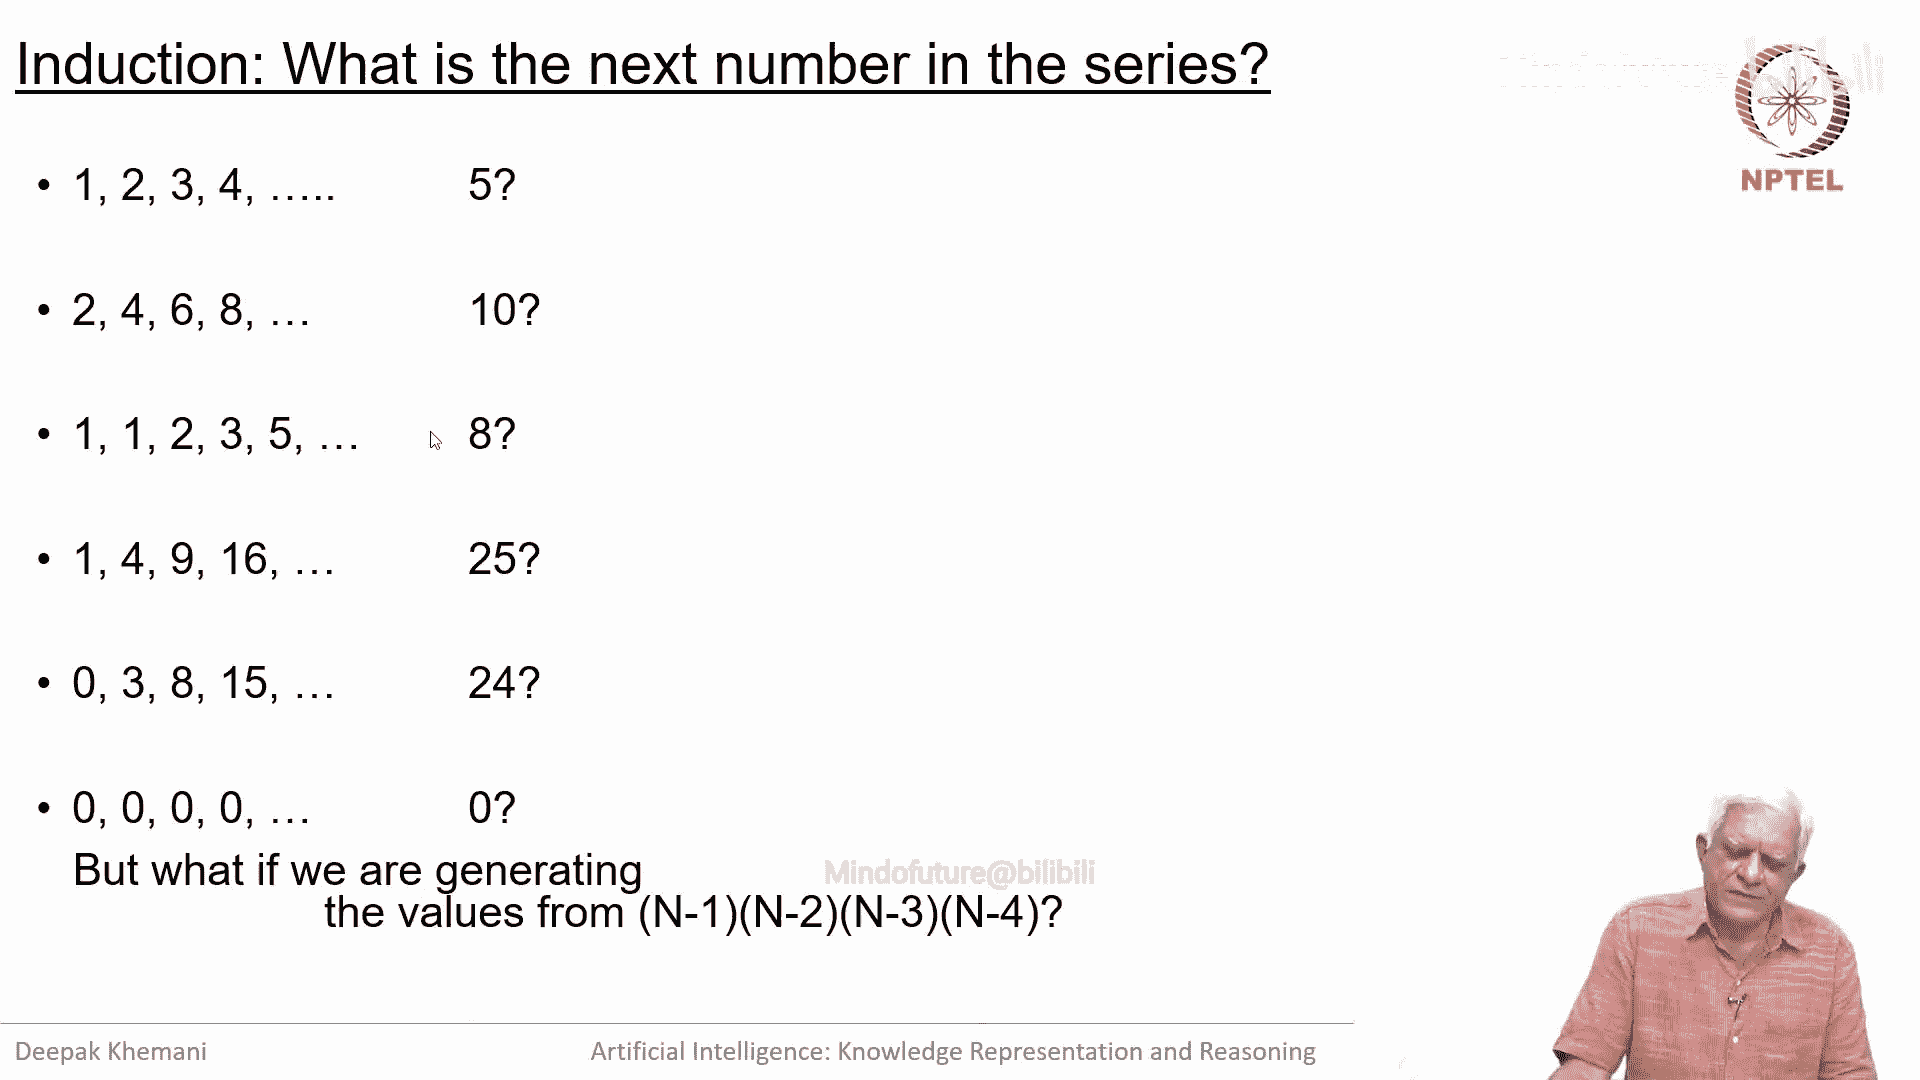 Induction: What is the next number in the series?
NPTEL
• 1, 2, 3, 4, ….. 5?
• 2, 4, 6, 8, … 10?
• 1, 1, 2, 3, 5, … 8?
• 1, 4, 9, 16, … 25?
• 0, 3, 8, 15, … 24?
• 0, 0, 0, 0, … 0?
But what if we are generating
the values from (N-1)(N-2)(N-3)(N-4)?
Mindofuture@bilibili
Deepak Khemani Artificial Intelligence: Knowledge Representation and Reasoning